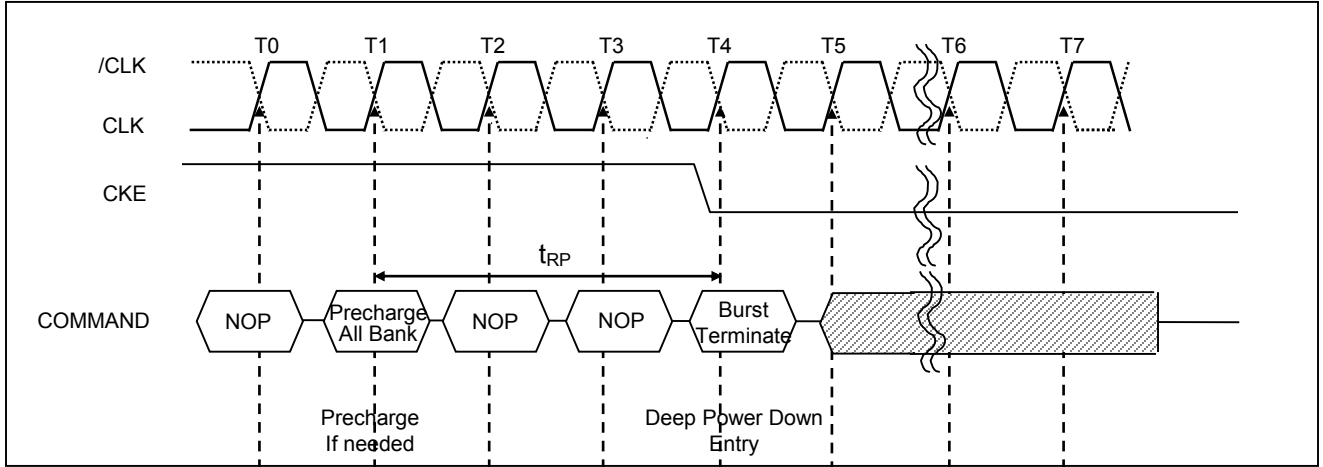 T0 T1 T2 T3 T4 T5 T6 T7
/CLK
CLK
CKE
tRP
COMMAND
NOP
Precharge
All Bank
NOP
NOP
Burst
Terminate
Precharge
If needed
Deep Power Down
Entry